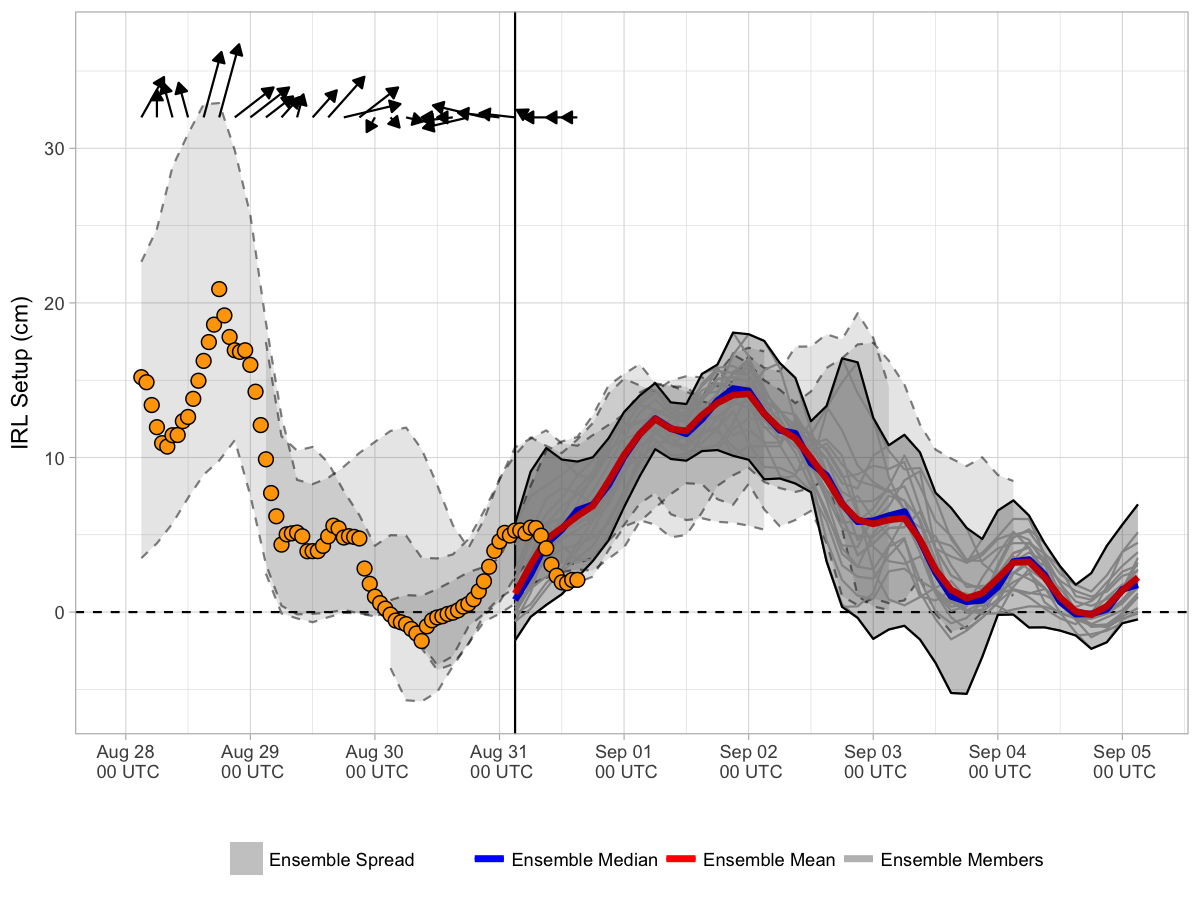 IRL Setup (cm)
30
20
10
0
Aug 28 Aug 29 Aug 30 Aug 31 Sep 01 Sep 02 Sep 03 Sep 04 Sep 05
00 UTC 00 UTC 00 UTC 00 UTC 00 UTC 00 UTC 00 UTC 00 UTC 00 UTC
Ensemble Spread Ensemble Median Ensemble Mean Ensemble Members